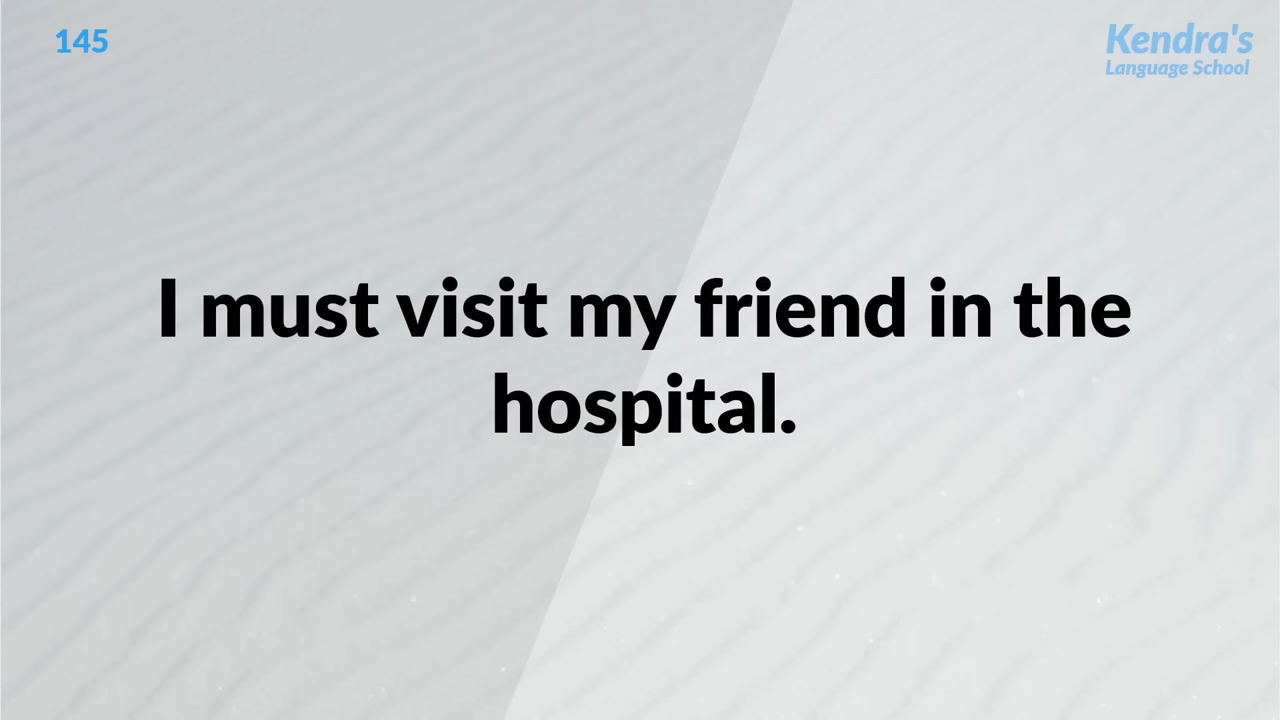 145
Kendra's
Language School
I must visit my friend in the
hospital.